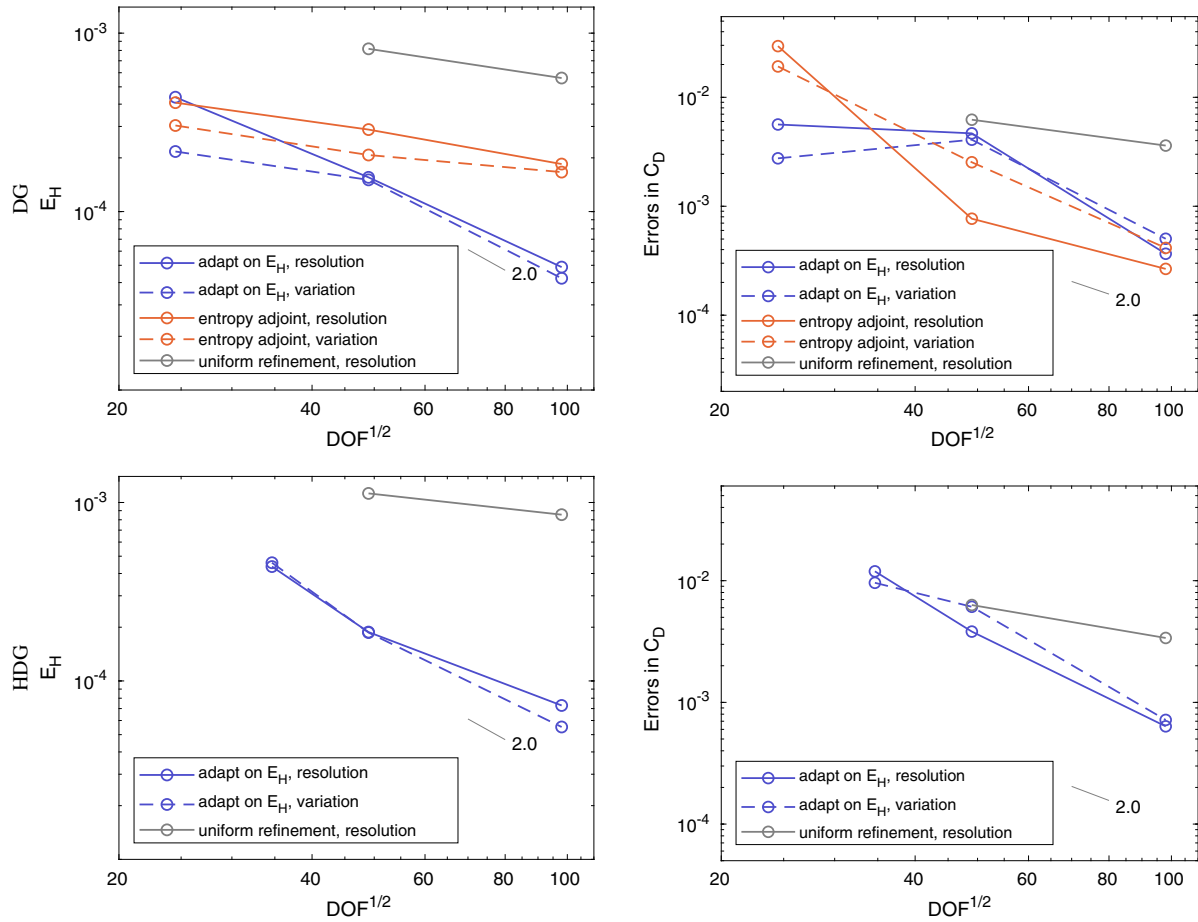 10^-3
10^-4
DG
E_H
adapt on E_H, resolution
adapt on E_H, variation
entropy adjoint, resolution
entropy adjoint, variation
uniform refinement, resolution
2.0
20
40
60
80
100
DOF^1/2
10^-2
10^-3
10^-4
Errors in C_D
adapt on E_H, resolution
adapt on E_H, variation
entropy adjoint, resolution
entropy adjoint, variation
uniform refinement, resolution
2.0
20
40
60
80
100
DOF^1/2
10^-3
10^-4
HDG
E_H
adapt on E_H, resolution
adapt on E_H, variation
uniform refinement, resolution
2.0
20
40
60
80
100
DOF^1/2
10^-2
10^-3
10^-4
Errors in C_D
adapt on E_H, resolution
adapt on E_H, variation
uniform refinement, resolution
2.0
20
40
60
80
100
DOF^1/2